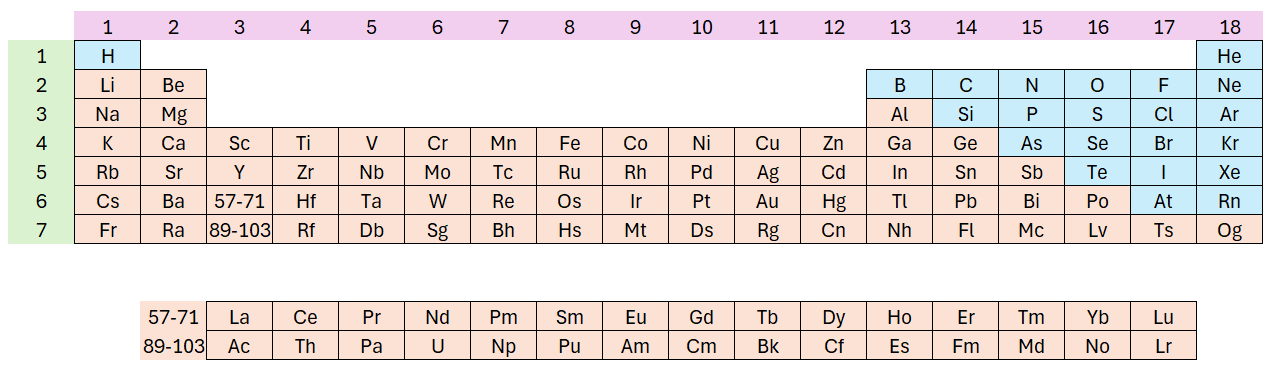 1 2 3 4 5 6 7 8 9 10 11 12 13 14 15 16 17 18
1 H He
2 Li Be B C N O F Ne
3 Na Mg Al Si P S Cl Ar
4 K Ca Sc Ti V Cr Mn Fe Co Ni Cu Zn Ga Ge As Se Br Kr
5 Rb Sr Y Zr Nb Mo Tc Ru Rh Pd Ag Cd In Sn Sb Te I Xe
6 Cs Ba 57-71 Hf Ta W Re Os Ir Pt Au Hg Tl Pb Bi Po At Rn
7 Fr Ra 89-103 Rf Db Sg Bh Hs Mt Ds Rg Cn Nh Fl Mc Lv Ts Og
57-71 La Ce Pr Nd Pm Sm Eu Gd Tb Dy Ho Er Tm Yb Lu
89-103 Ac Th Pa U Np Pu Am Cm Bk Cf Es Fm Md No Lr